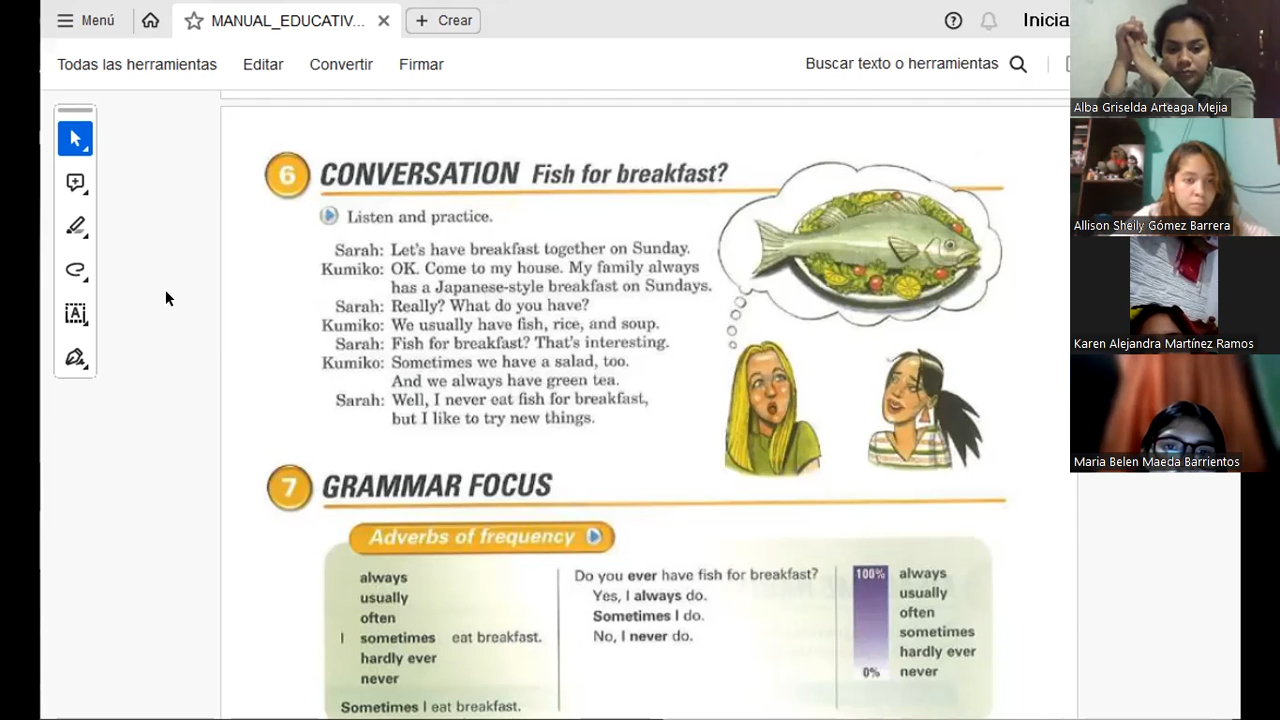 Menú
MANUAL_EDUCATIV...
Crear
Inicia
Todas las herramientas
Editar
Convertir
Firmar
Buscar texto o herramientas
6 CONVERSATION Fish for breakfast?
Listen and practice.
Sarah: Let's have breakfast together on Sunday.
Kumiko: OK. Come to my house. My family always
has a Japanese-style breakfast on Sundays.
Sarah: Really? What do you have?
Kumiko: We usually have fish, rice, and soup.
Sarah: Fish for breakfast? That's interesting.
Kumiko: Sometimes we have a salad, too.
And we always have green tea.
Sarah: Well, I never eat fish for breakfast,
but I like to try new things.
7 GRAMMAR FOCUS
Adverbs of frequency
always
usually
often
I sometimes eat breakfast.
hardly ever
never
Sometimes I eat breakfast.
Do you ever have fish for breakfast?
Yes, I always do.
Sometimes I do.
No, I never do.
100% always
usually
often
sometimes
hardly ever
0% never
Alba Griselda Arteaga Mejia
Allison Sheily Gómez Barrera
Karen Alejandra Martínez Ramos
Maria Belen Maeda Barrientos